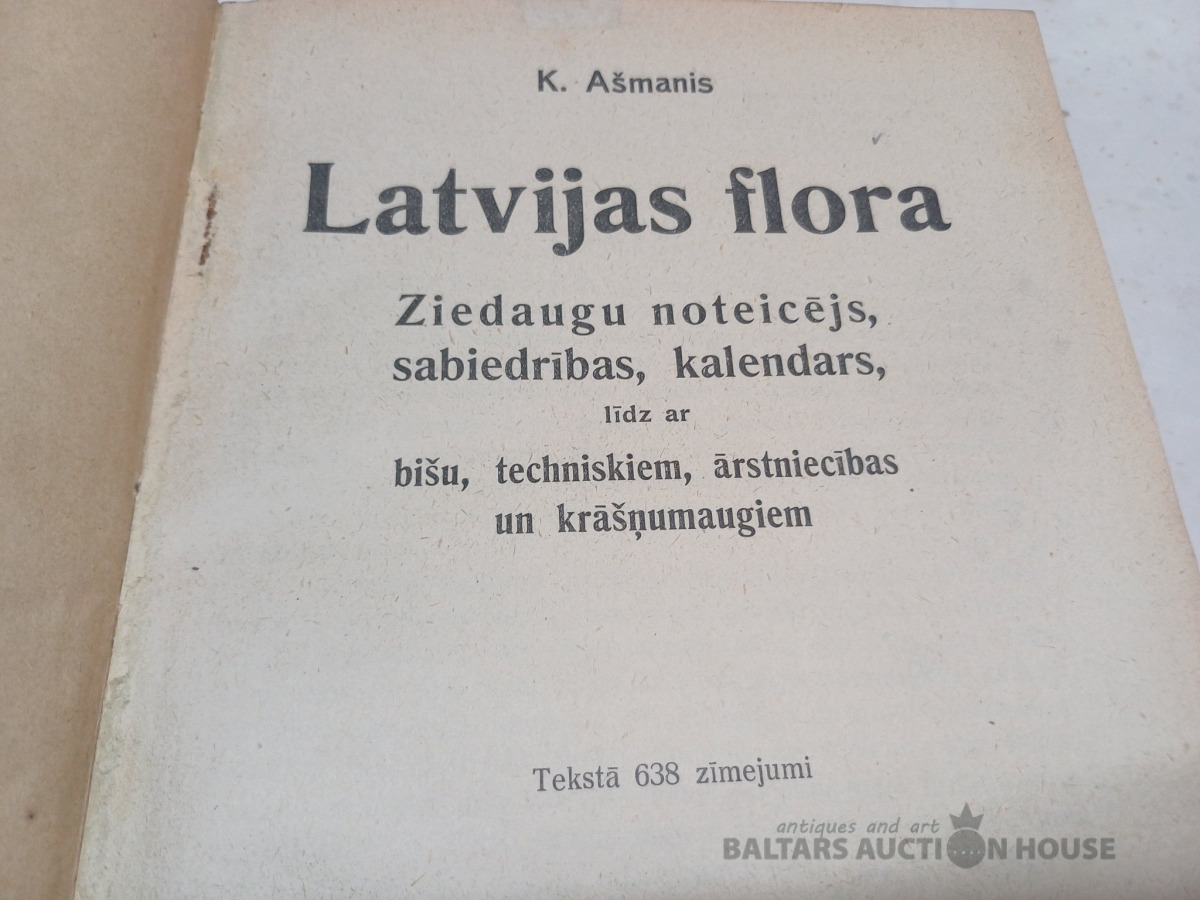 K. Ašmanis
Latvijas flora
Ziedaugu noteicējs,
sabiedrības, kalendars,
līdz ar
bišu, techniskiem, ārstniecības
un krāšņumaugiem
Tekstā 638 zīmejumi
antiques and art
BALTARS AUCTION HOUSE